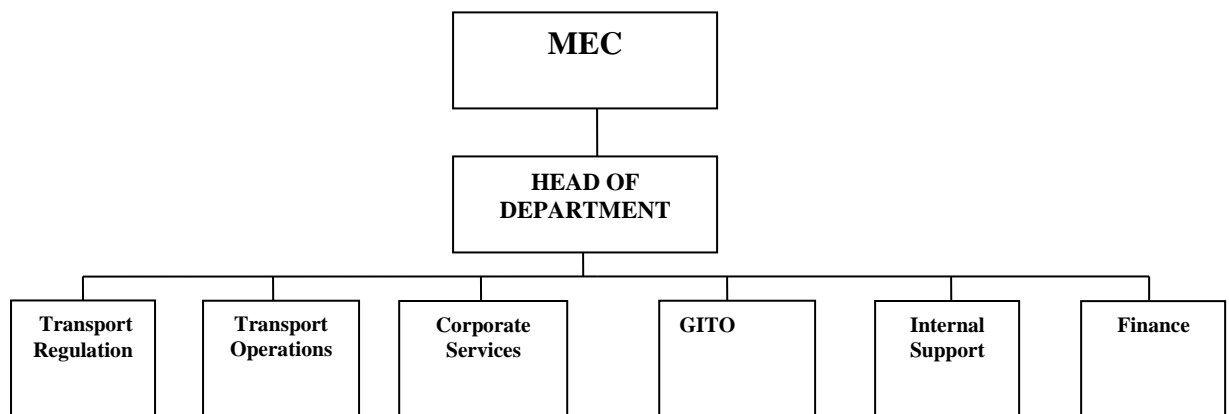 MEC
HEAD OF
DEPARTMENT
Transport
Regulation
Transport
Operations
Corporate
Services
GITO
Internal
Support
Finance